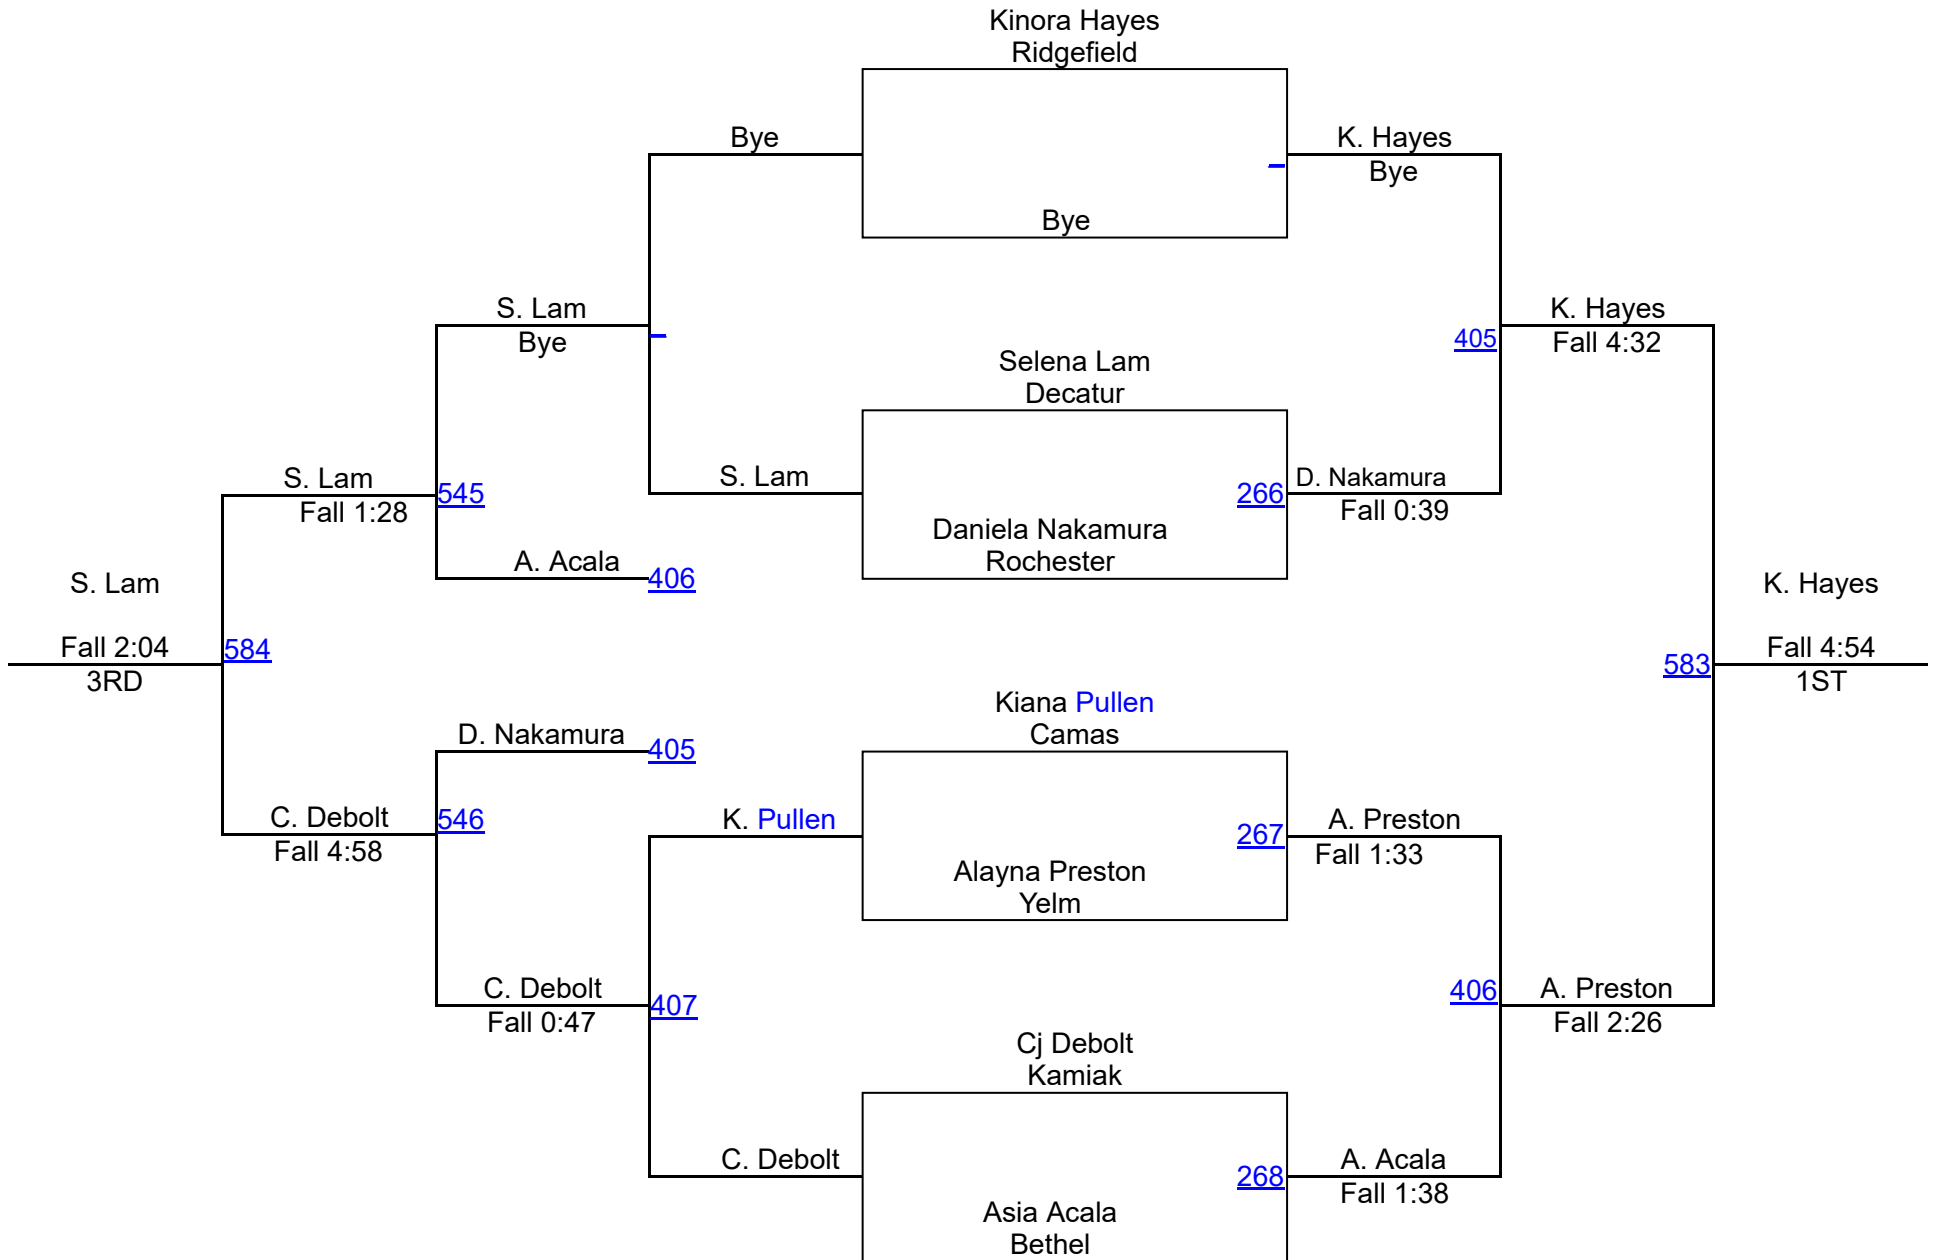 Kinora Hayes
Ridgefield
Bye
K. Hayes
Bye
Bye
S. Lam
Bye
K. Hayes
405
Fall 4:32
Selena Lam
Decatur
S. Lam
545
Fall 1:28
S. Lam
266
D. Nakamura
Fall 0:39
Daniela Nakamura
Rochester
A. Acala
406
S. Lam
K. Hayes
Fall 2:04
584
3RD
Fall 4:54
583
1ST
Kiana Pullen
Camas
D. Nakamura
405
C. Debolt
546
Fall 4:58
K. Pullen
267
A. Preston
Fall 1:33
Alayna Preston
Yelm
C. Debolt
407
Fall 0:47
406
A. Preston
Fall 2:26
Cj Debolt
Kamiak
C. Debolt
268
A. Acala
Fall 1:38
Asia Acala
Bethel